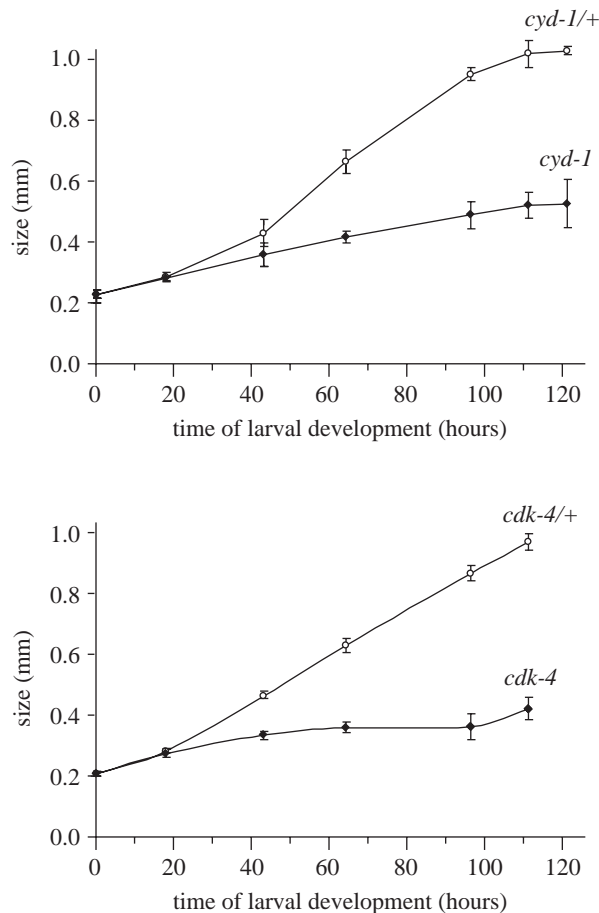 cyd-1/+
1.0
0.8
cyd-1
0.6
size (mm)
0.4
0.2
0.0
0 20 40 60 80 100 120
time of larval development (hours)
cdk-4/+
1.0
0.8
0.6
size (mm)
cdk-4
0.4
0.2
0.0
0 20 40 60 80 100 120
time of larval development (hours)